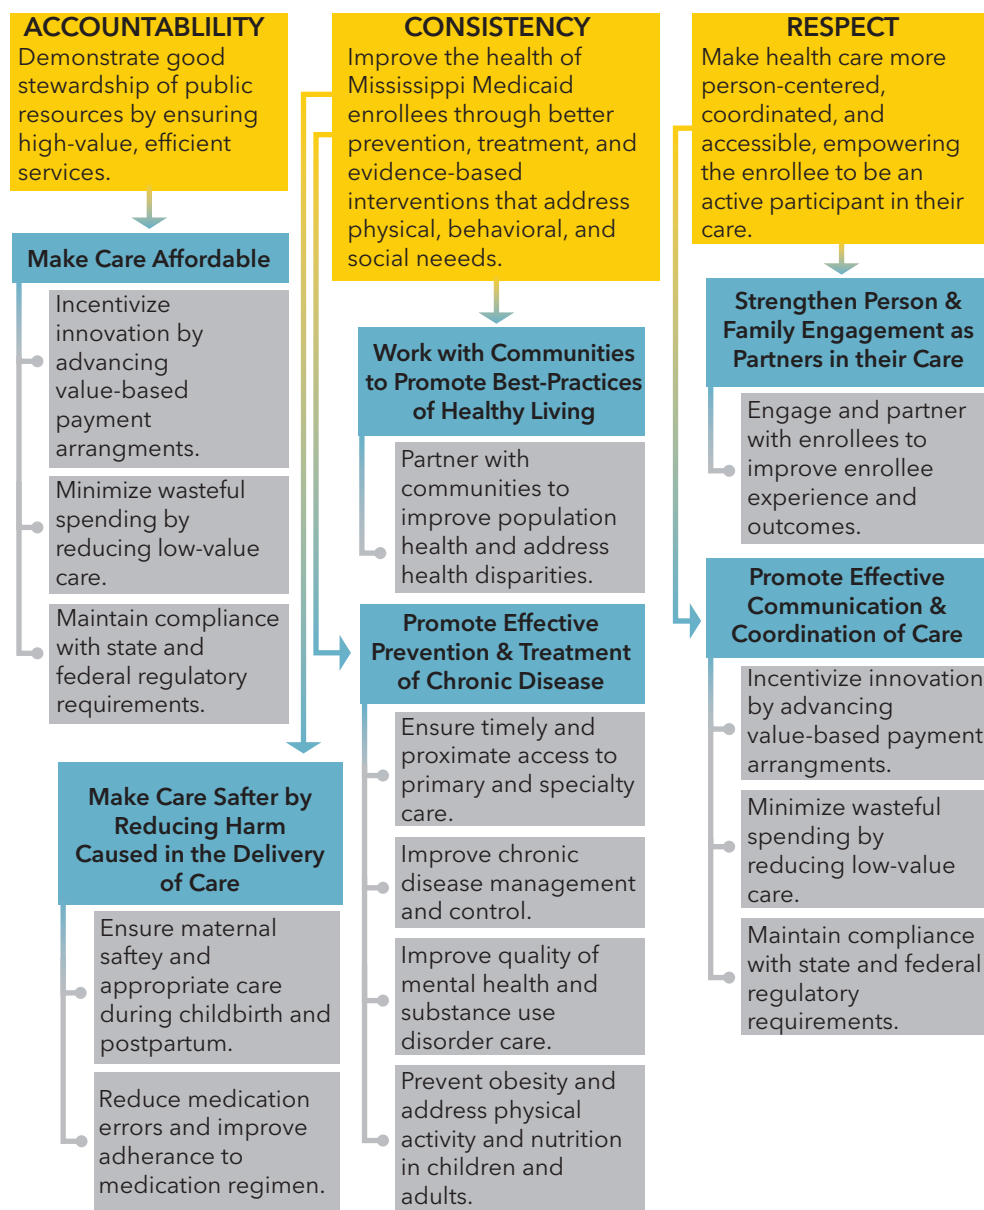 ACCOUNTABLILITY
Demonstrate good
stewardship of public
resources by ensuring
high-value, efficient
services.
Make Care Affordable
Incentivize
innovation by
advancing
value-based
payment
arrangments.
Minimize wasteful
spending by
reducing low-value
care.
Maintain compliance
with state and
federal regulatory
requirements.
CONSISTENCY
Improve the health of
Mississippi Medicaid
enrollees through better
prevention, treatment, and
evidence-based
interventions that address
physical, behavioral, and
social neeeds.
Make Care Safter by
Reducing Harm
Caused in the Delivery
of Care
Ensure maternal
saftey and
appropriate care
during childbirth and
postpartum.
Reduce medication
errors and improve
adherance to
medication regimen.
Work with Communities
to Promote Best-Practices
of Healthy Living
Partner with
communities to
improve population
health and address
health disparities.
Promote Effective
Prevention & Treatment
of Chronic Disease
Ensure timely and
proximate access to
primary and specialty
care.
Improve chronic
disease management
and control.
Improve quality of
mental health and
substance use
disorder care.
Prevent obesity and
address physical
activity and nutrition
in children and
adults.
RESPECT
Make health care more
person-centered,
coordinated, and
accessible, empowering
the enrollee to be an
active participant in their
care.
Strengthen Person &
Family Engagement as
Partners in their Care
Engage and partner
with enrollees to
improve enrollee
experience and
outcomes.
Promote Effective
Communication &
Coordination of Care
Incentivize innovation
by advancing
value-based payment
arrangments.
Minimize wasteful
spending by
reducing low-value
care.
Maintain compliance
with state and federal
regulatory
requirements.